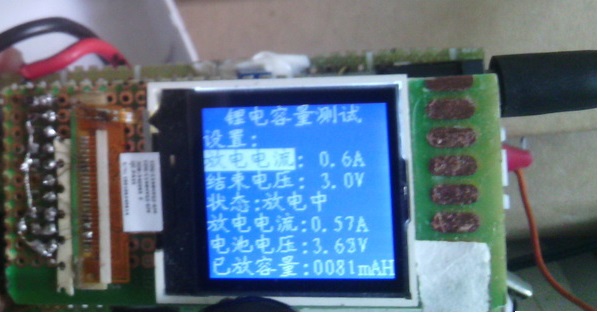 锂电容量测试
设置:
放电电流: 0.6A
结束电压: 3.0V
状态:放电中
放电电流:0.57A
电池电压:3.63V
已放容量:0081mAH